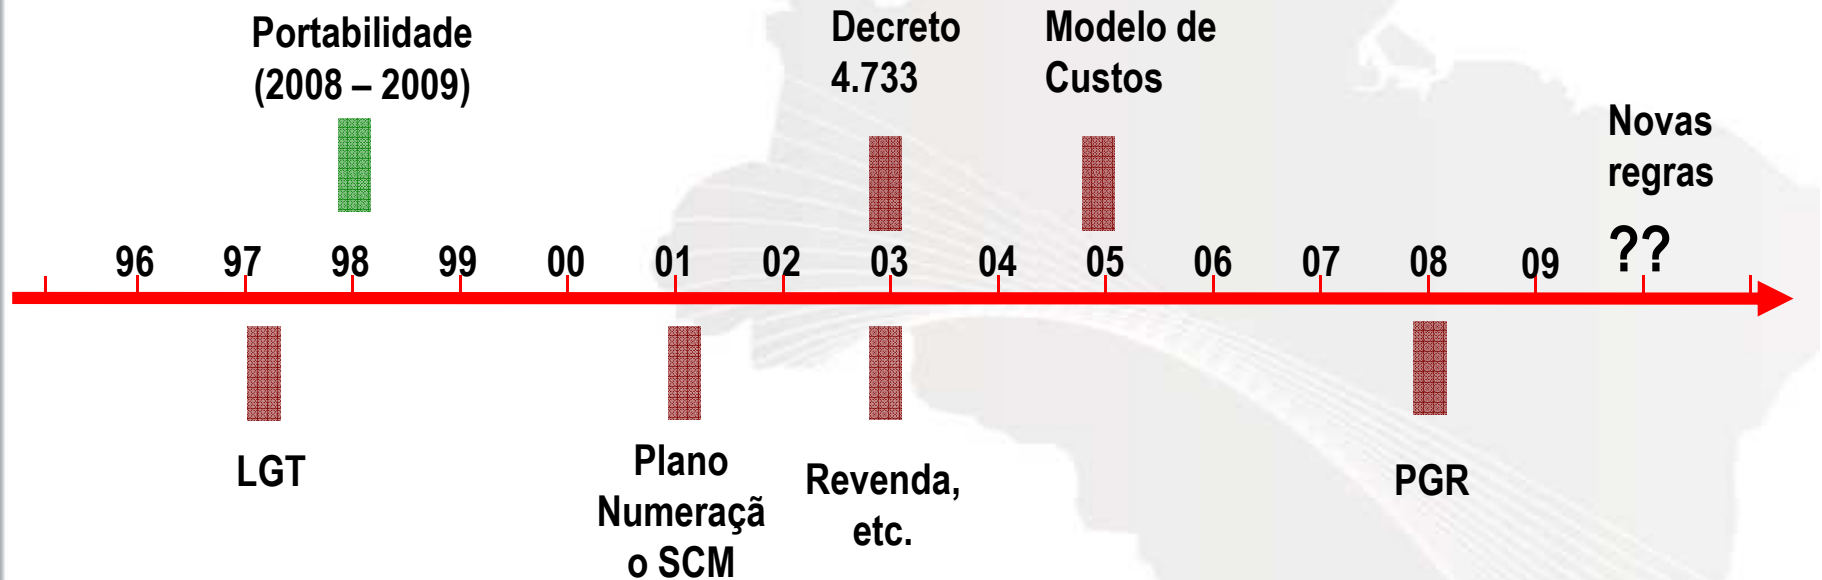 Portabilidade
(2008 – 2009)
Decreto
4.733
Modelo de
Custos
Novas
regras
??
96 97 98 99 00 01 02 03 04 05 06 07 08 09
LGT
Plano
Numeraçã
o SCM
Revenda,
etc.
PGR